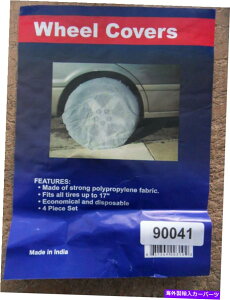 Wheel Covers
FEATURES:
• Made of strong polypropylene fabric.
• Fits all tires up to 17"
• Economical and disposable
• 4 Piece Set
90041
Made in India
US
海外製輸入カーパーツ